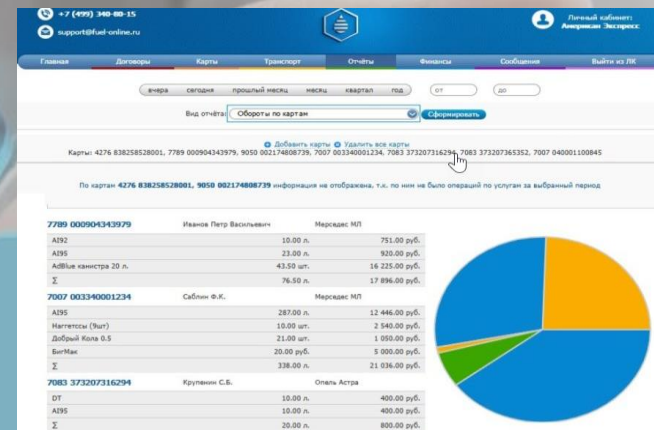 +7 (499) 340-80-15
support@fuel-online.ru
Личный кабинет:
Американ Экспресс
Главная Договоры Карты Транспорт Отчёты Финансы Сообщения Выйти из ЛК
вчера сегодня прошлый месяц месяц квартал год от до
Вид отчёта: Обороты по картам Сформировать
Добавить карты Удалить все карты
Карты: 4276 838258528001, 7789 000904343979, 9050 002174808739, 7007 003340001234, 7083 373207316294, 7083 373207365352, 7007 040001100845
По картам 4276 838258528001, 9050 002174808739 информация не отображена, т.к. по ним не было операций по услугам за выбранный период
7789 000904343979 Иванов Петр Васильевич Мерседес МЛ
AI92 10.00 л. 751.00 руб.
AI95 23.00 л. 920.00 руб.
AdBlue канистра 20 л. 43.50 шт. 16 225.00 руб.
Σ 76.50 л. 17 896.00 руб.
7007 003340001234 Саблин Ф.К. Мерседес МЛ
AI95 287.00 л. 12 446.00 руб.
Наггетссы (9шт) 10.00 шт. 2 540.00 руб.
Добрый Кола 0.5 21.00 шт. 1 050.00 руб.
БигМак 20.00 руб. 5 000.00 руб.
Σ 338.00 л. 21 036.00 руб.
7083 373207316294 Крупенин С.Б. Опель Астра
DT 10.00 л. 400.00 руб.
AI95 10.00 л. 400.00 руб.
Σ 20.00 л. 800.00 руб.